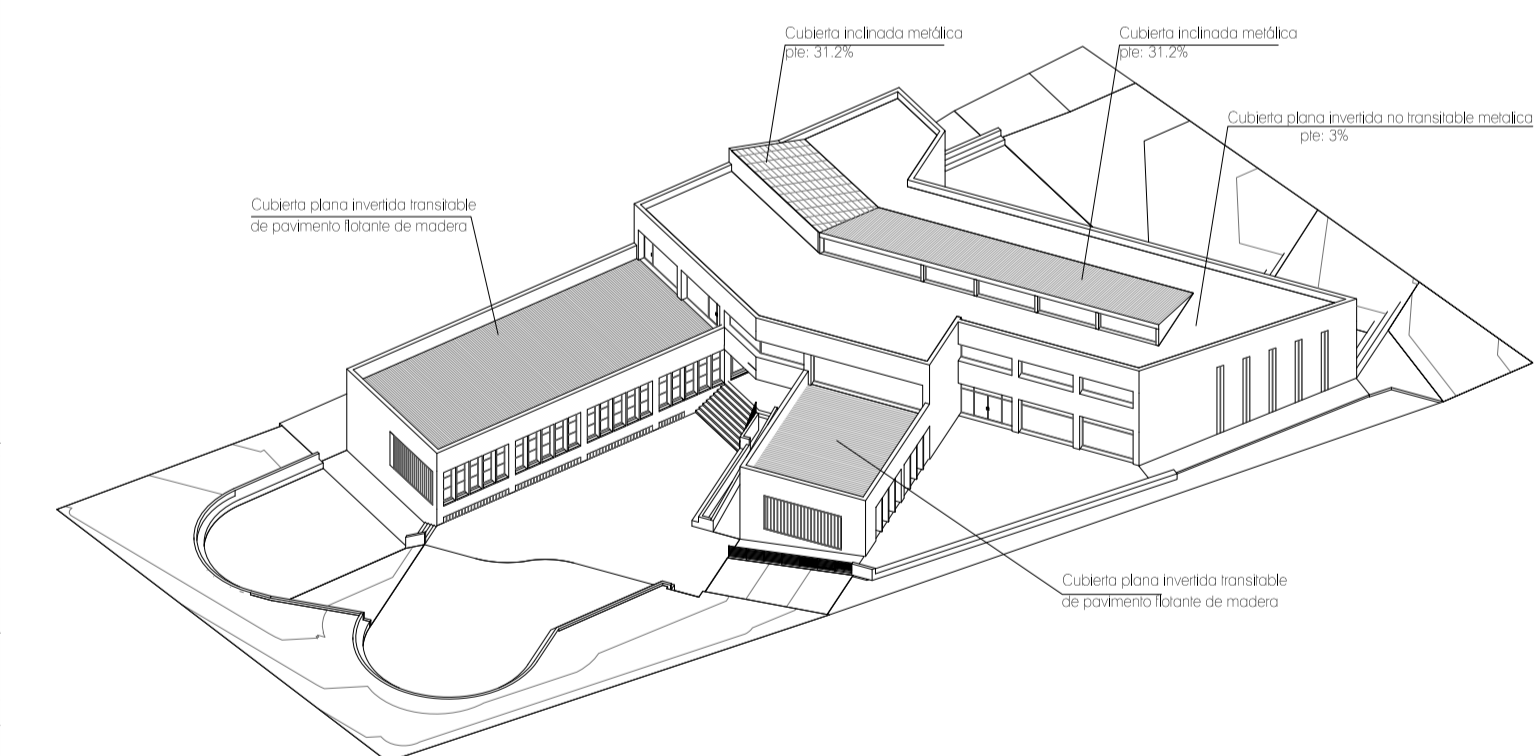 Cubierta inclinada metálica
pte: 31.2%
Cubierta inclinada metálica
pte: 31.2%
Cubierta plana invertida no transitable metalica
pte: 3%
Cubierta plana invertida transitable
de pavimento flotante de madera
Cubierta plana invertida transitable
de pavimento flotante de madera